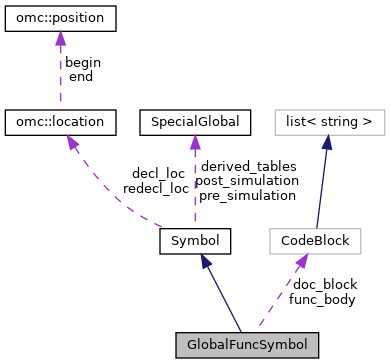 omc::position
begin
end
omc::location
SpecialGlobal
list< string >
decl_loc
redecl_loc
derived_tables
post_simulation
pre_simulation
Symbol
CodeBlock
doc_block
func_body
GlobalFuncSymbol